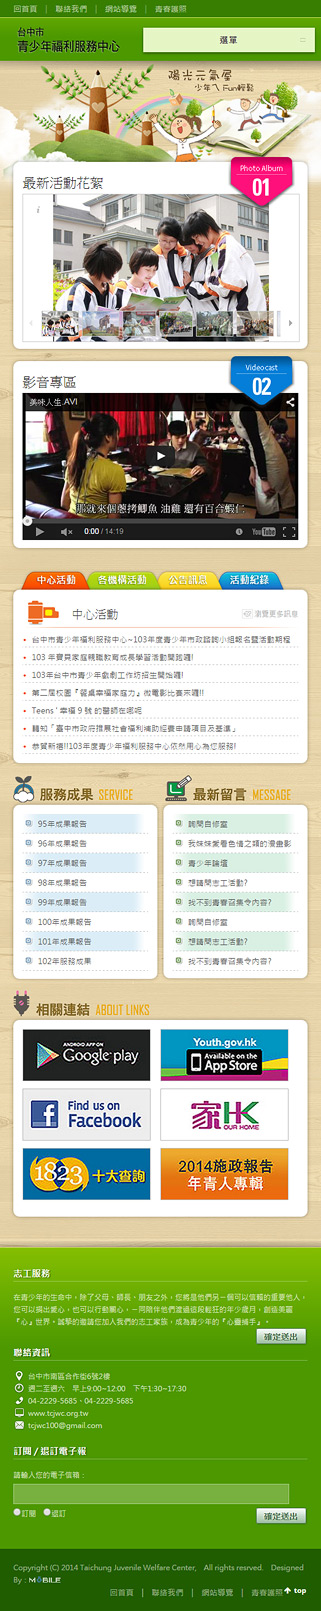 回首頁 | 聯絡我們 | 網站導覽 | 青春護照
台中市
青少年福利服務中心
選單
陽光元氣屋
少年ㄟ Fun輕鬆
最新活動花絮
Photo Album
01
影音專區
Videocast
02
美味人生.AVI
那就來個蔥拷鯽魚 油雞 還有百合蝦仁
0:00 / 14:19
YouTube
中心活動
各機構活動
公告訊息
活動紀錄
中心活動
瀏覽更多訊息
台中市青少年福利服務中心~103年度青少年市政諮詢小組報名暨活動期程
103 年寶貝家庭親職教育成長學習活動開跑囉!
103年台中市青少年戲劇工作坊招生開始囉!
第二屆校園『餐桌幸福家庭力』微電影比賽來囉!!
Teens ' 幸福 9 號 的醫師在哪呢
轉知「臺中市政府推展社會福利補助經費申請項目及基準」
恭賀新禧!!103年度青少年福利服務中心依然用心為您服務!
服務成果 SERVICE
95年成果報告
96年成果報告
97年成果報告
98年成果報告
99年成果報告
100年成果報告
101年成果報告
102年服務成果
最新留言 MESSAGE
詢問自修室
我妹妹愛看色情之類的漫畫影
青少年論壇
想請問志工活動?
找不到青春召集令內容?
詢問自修室
想請問志工活動?
找不到青春召集令內容?
相關連結 ABOUT LINKS
ANDROID APP ON
Google play
Youth.gov.hk
Available on the
App Store
Find us on
Facebook
家HK
OUR HOME
1823 十大查詢
2014施政報告
年青人專輯
志工服務
在青少年的生命中，除了父母、師長、朋友之外，您將是他們另一個可以信賴的重要他人，
您可以捐出愛心，也可以行動關心，一同陪伴他們渡過這段輕狂的年少歲月，創造美麗
『心』世界。誠摯的邀請您加入我們的志工家族，成為青少年的『心靈捕手』。
確定送出
聯絡資訊
台中市南區合作街6號2樓
週二至週六 早上9:00~12:00 下午1:30~17:30
04-2229-5685、04-2229-5685
www.tcjwc.org.tw
tcjwc100@gmail.com
訂閱 / 退訂電子報
請輸入您的電子信箱：
訂閱 退訂
確定送出
Copyright (C) 2014 Taichung Juvenile Welfare Center, All rights resrved. Designed
By : MOBILE
回首頁 | 聯絡我們 | 網站導覽 | 青春護照
top